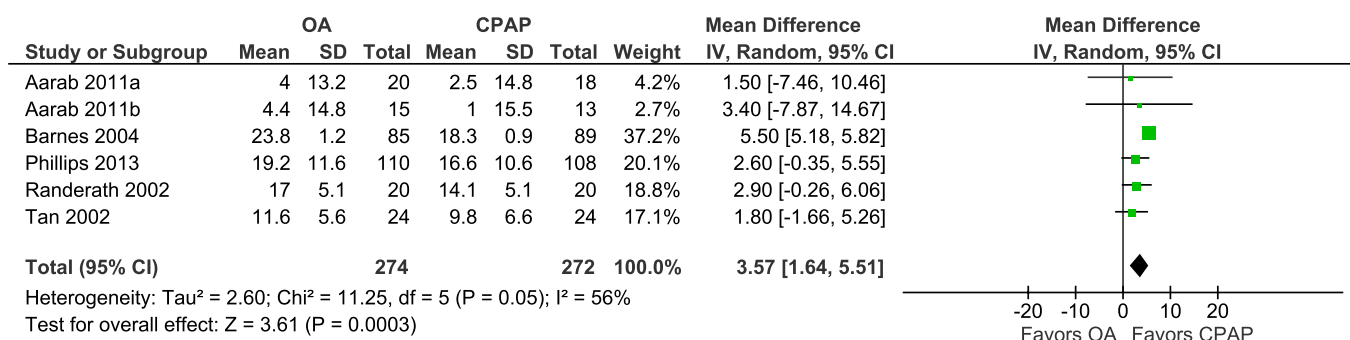 OA CPAP Mean Difference Mean Difference
Study or Subgroup Mean SD Total Mean SD Total Weight IV, Random, 95% CI IV, Random, 95% CI
Aarab 2011a 4 13.2 20 2.5 14.8 18 4.2% 1.50 [-7.46, 10.46]
Aarab 2011b 4.4 14.8 15 1 15.5 13 2.7% 3.40 [-7.87, 14.67]
Barnes 2004 23.8 1.2 85 18.3 0.9 89 37.2% 5.50 [5.18, 5.82]
Phillips 2013 19.2 11.6 110 16.6 10.6 108 20.1% 2.60 [-0.35, 5.55]
Randerath 2002 17 5.1 20 14.1 5.1 20 18.8% 2.90 [-0.26, 6.06]
Tan 2002 11.6 5.6 24 9.8 6.6 24 17.1% 1.80 [-1.66, 5.26]
Total (95% CI) 274 272 100.0% 3.57 [1.64, 5.51]
Heterogeneity: Tau² = 2.60; Chi² = 11.25, df = 5 (P = 0.05); I² = 56%
Test for overall effect: Z = 3.61 (P = 0.0003)
-20 -10 0 10 20
Favors OA Favors CPAP